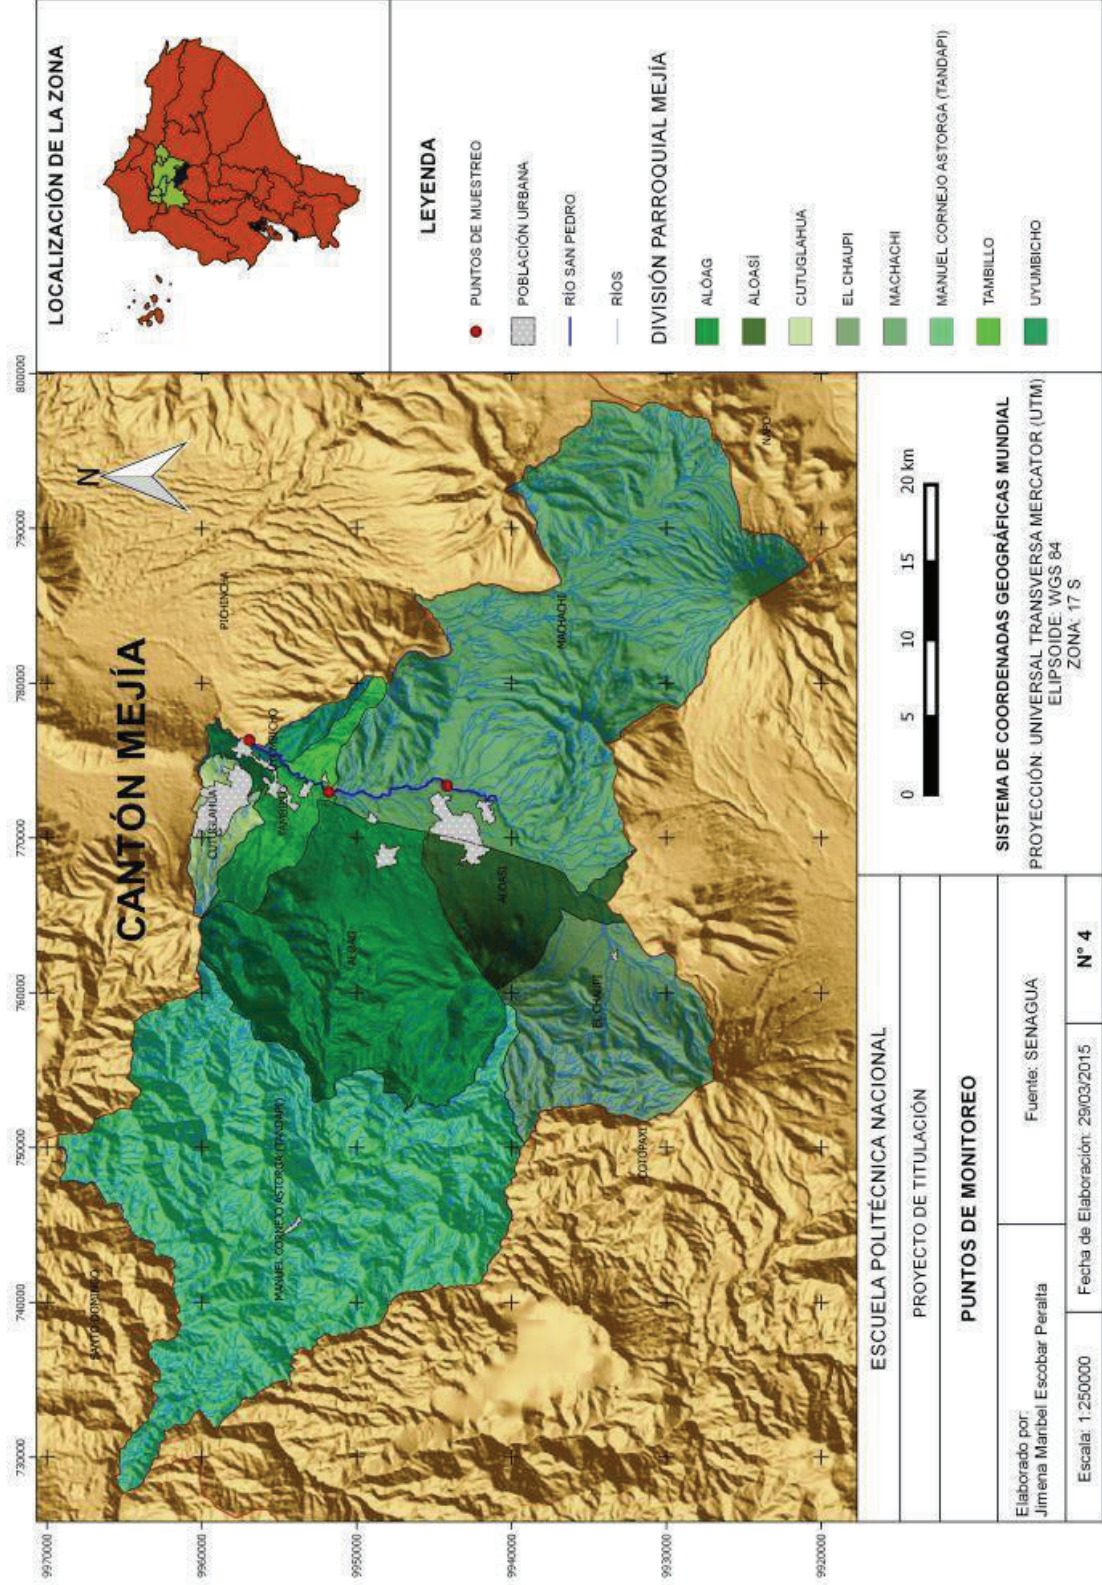 CANTÓN MEJÍA
N
730000
740000
750000
760000
770000
780000
790000
800000
9970000
9960000
9950000
9940000
9930000
9920000
SANTO DOMINGO
PICHINCHA
COTOPAXI
NAPO
MANUEL CORNEJO ASTORGA (TANDAPI)
CUTUGLAHUA
TAMBILLO
UYUMBICHO
ALÓAG
ALOASÍ
EL CHAUPI
MACHACHI
LOCALIZACIÓN DE LA ZONA
LEYENDA
PUNTOS DE MUESTREO
POBLACIÓN URBANA
RÍO SAN PEDRO
RÍOS
DIVISIÓN PARROQUIAL MEJÍA
ALÓAG
ALOASÍ
CUTUGLAHUA
EL CHAUPI
MACHACHI
MANUEL CORNEJO ASTORGA (TANDAPI)
TAMBILLO
UYUMBICHO
ESCUELA POLITÉCNICA NACIONAL
PROYECTO DE TITULACIÓN
PUNTOS DE MONITOREO
Elaborado por:
Jimena Maribel Escobar Peralta
Fuente: SENAGUA
Escala: 1:250000
Fecha de Elaboración: 29/03/2015
N° 4
0 5 10 15 20 km
SISTEMA DE COORDENADAS GEOGRÁFICAS MUNDIAL
PROYECCIÓN: UNIVERSAL TRANSVERSA MERCATOR (UTM)
ELIPSOIDE: WGS 84
ZONA: 17 S